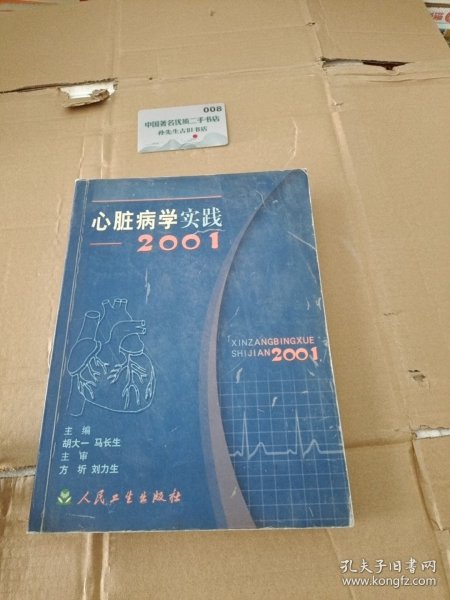 008
中国著名优质二手书店
孙先生古旧书店
心脏病学实践
2001
XINZANGBINGXUE
SHIJIAN 2001
主 编
胡大一 马长生
主 审
方 圻 刘力生
人民卫生出版社
孔夫子旧书网
www.kongfz.com